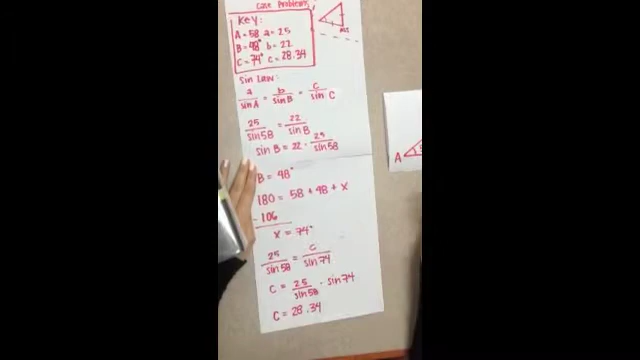 Case Problem
ASS
Key:
A = 58 a = 25
B = 48° b = 22
C = 74° c = 28.34
Sin Law:
a/sin A = b/sin B = c/sin C
25/sin 58 = 22/sin B
sin B = 22 · 25/sin 58
B = 48°
180 = 58 + 48 + x
- 106
x = 74°
25/sin 58 = c/sin 74
C = 25/sin 58 · sin 74
C = 28.34
A